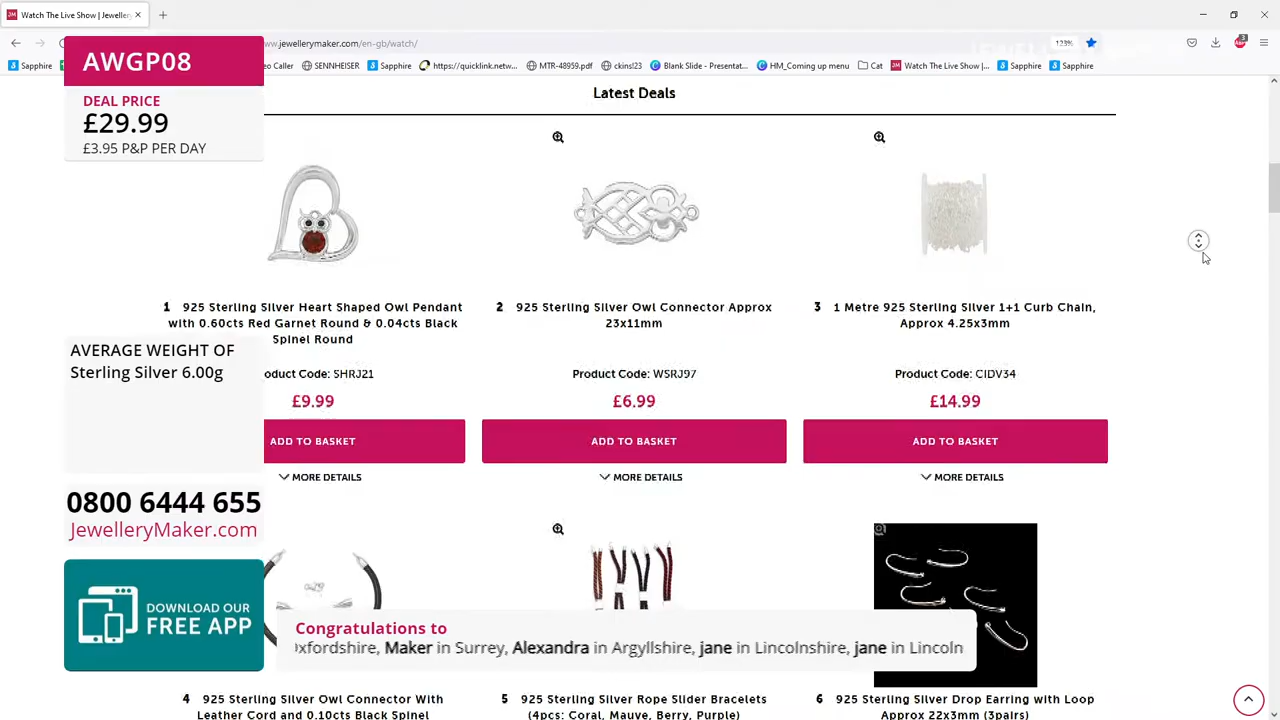 Watch The Live Show | Jewellery
ww.jewellerymaker.com/en-gb/watch/
123%
Sapphire
eo Caller
SENNHEISER
Sapphire
https://quicklink.netw...
MTR-48959.pdf
ckins!23
Blank Slide - Presentat...
HM_Coming up menu
Cat
Watch The Live Show |...
Sapphire
Sapphire
AWGP08
DEAL PRICE
£29.99
£3.95 P&P PER DAY
Latest Deals
1 925 Sterling Silver Heart Shaped Owl Pendant
with 0.60cts Red Garnet Round & 0.04cts Black
Spinel Round
oduct Code: SHRJ21
£9.99
ADD TO BASKET
MORE DETAILS
2 925 Sterling Silver Owl Connector Approx
23x11mm
Product Code: WSRJ97
£6.99
ADD TO BASKET
MORE DETAILS
3 1 Metre 925 Sterling Silver 1+1 Curb Chain,
Approx 4.25x3mm
Product Code: CIDV34
£14.99
ADD TO BASKET
MORE DETAILS
AVERAGE WEIGHT OF
Sterling Silver 6.00g
0800 6444 655
JewelleryMaker.com
DOWNLOAD OUR
FREE APP
Congratulations to
xfordshire, Maker in Surrey, Alexandra in Argyllshire, jane in Lincolnshire, jane in Lincoln
4 925 Sterling Silver Owl Connector With
Leather Cord and 0.10cts Black Spinel
5 925 Sterling Silver Rope Slider Bracelets
(4pcs: Coral, Mauve, Berry, Purple)
6 925 Sterling Silver Drop Earring with Loop
Approx 22x3mm (3pairs)